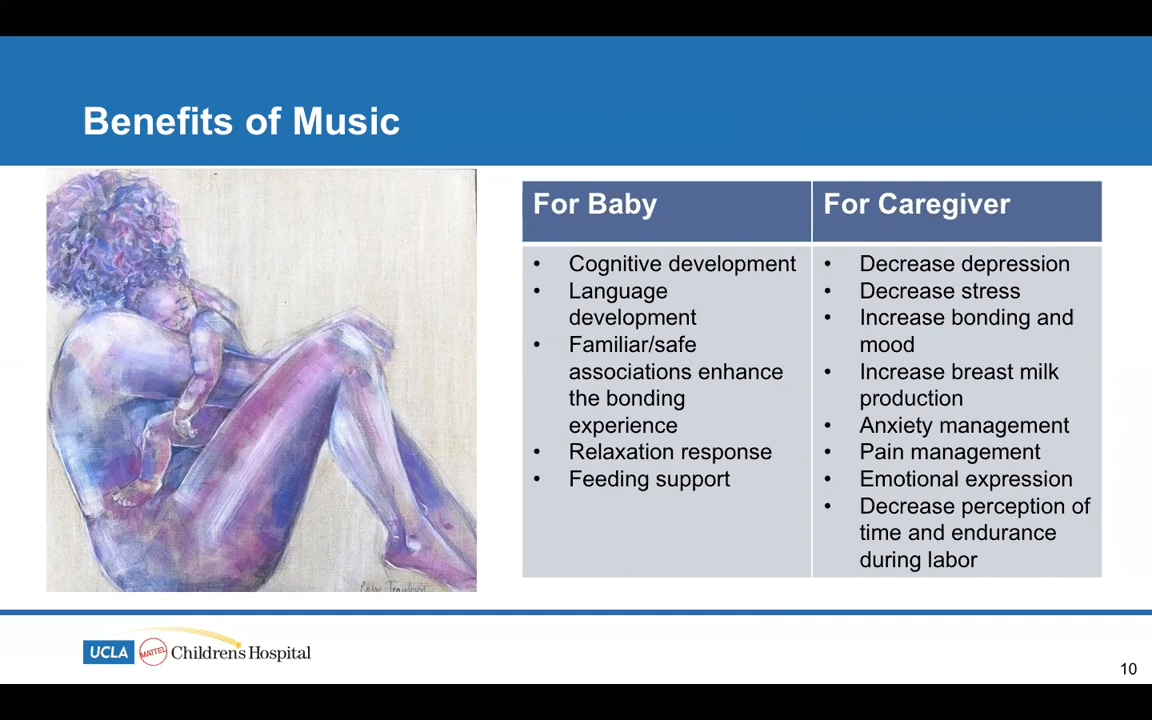 Benefits of Music
For Baby
• Cognitive development
• Language
development
• Familiar/safe
associations enhance
the bonding
experience
• Relaxation response
• Feeding support
For Caregiver
• Decrease depression
• Decrease stress
• Increase bonding and
mood
• Increase breast milk
production
• Anxiety management
• Pain management
• Emotional expression
• Decrease perception of
time and endurance
during labor
UCLA MATTEL Children's Hospital
10